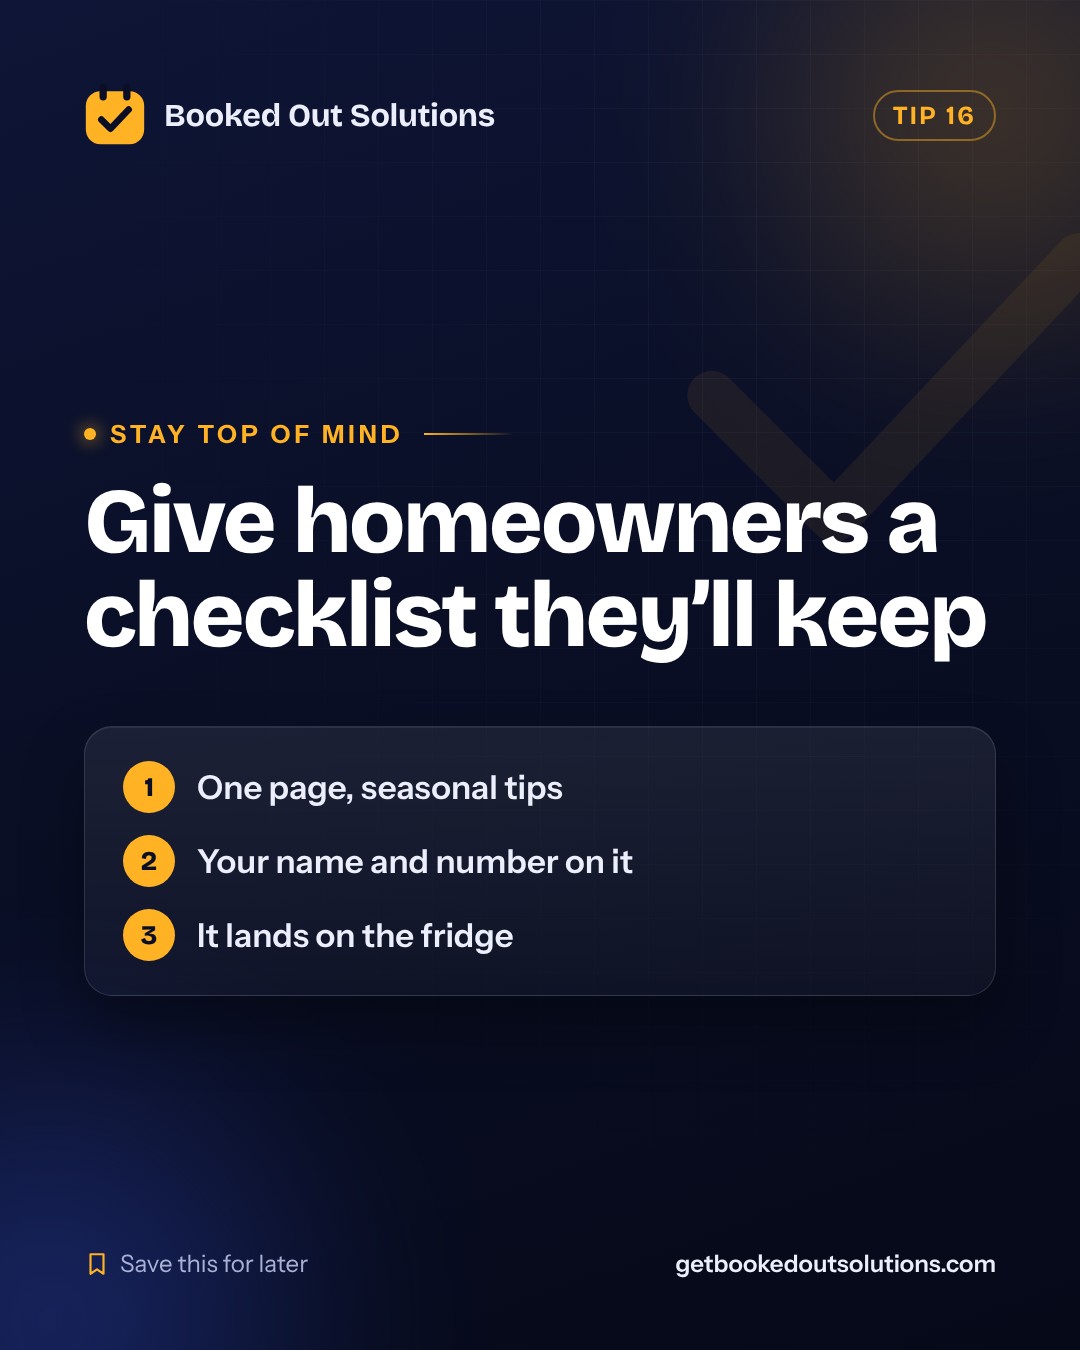 Booked Out Solutions
TIP 16
STAY TOP OF MIND
Give homeowners a
checklist they’ll keep
1 One page, seasonal tips
2 Your name and number on it
3 It lands on the fridge
Save this for later
getbookedoutsolutions.com